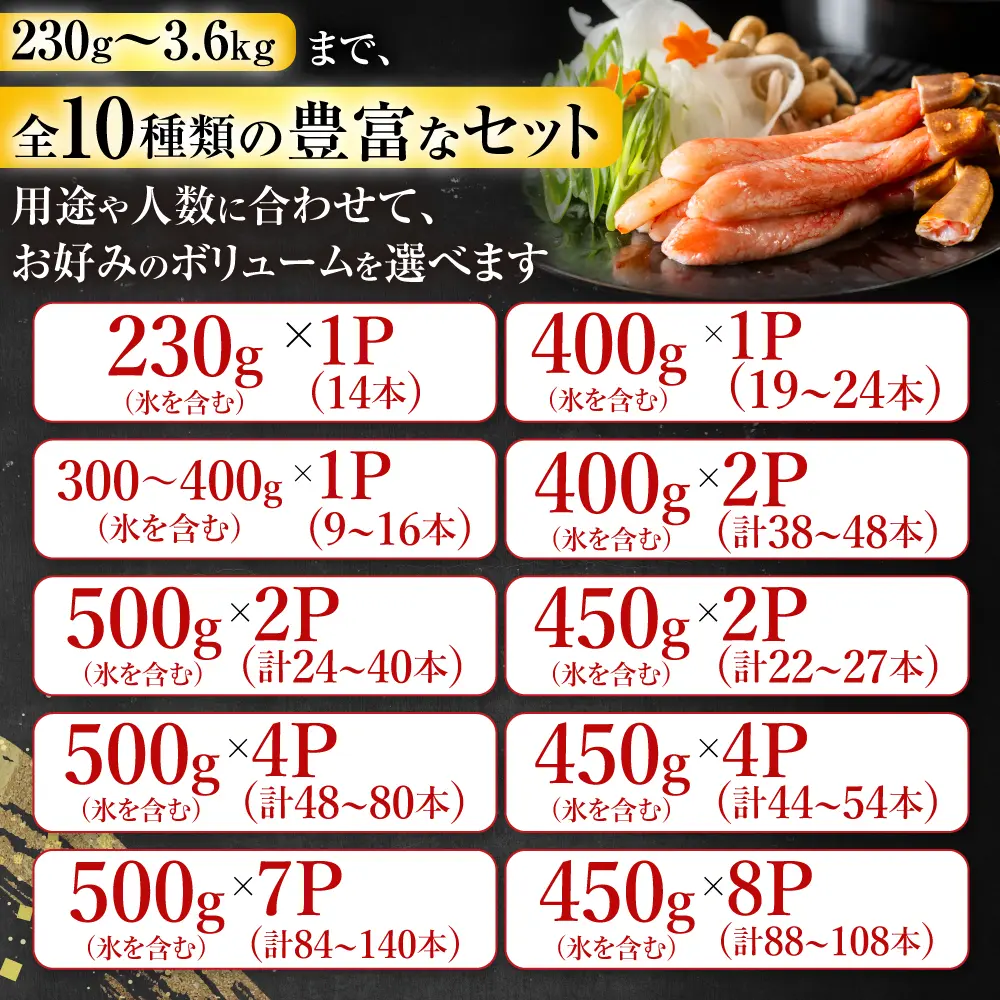 230g～3.6kg まで、
全10種類の豊富なセット
用途や人数に合わせて、
お好みのボリュームを選べます
230g ×1P
(氷を含む) (14本)
400g ×1P
(氷を含む) (19~24本)
300～400g ×1P
(氷を含む) (9~16本)
400g ×2P
(氷を含む) (計38~48本)
500g ×2P
(氷を含む) (計24~40本)
450g ×2P
(氷を含む) (計22~27本)
500g ×4P
(氷を含む) (計48~80本)
450g ×4P
(氷を含む) (計44~54本)
500g ×7P
(氷を含む) (計84~140本)
450g ×8P
(氷を含む) (計88~108本)